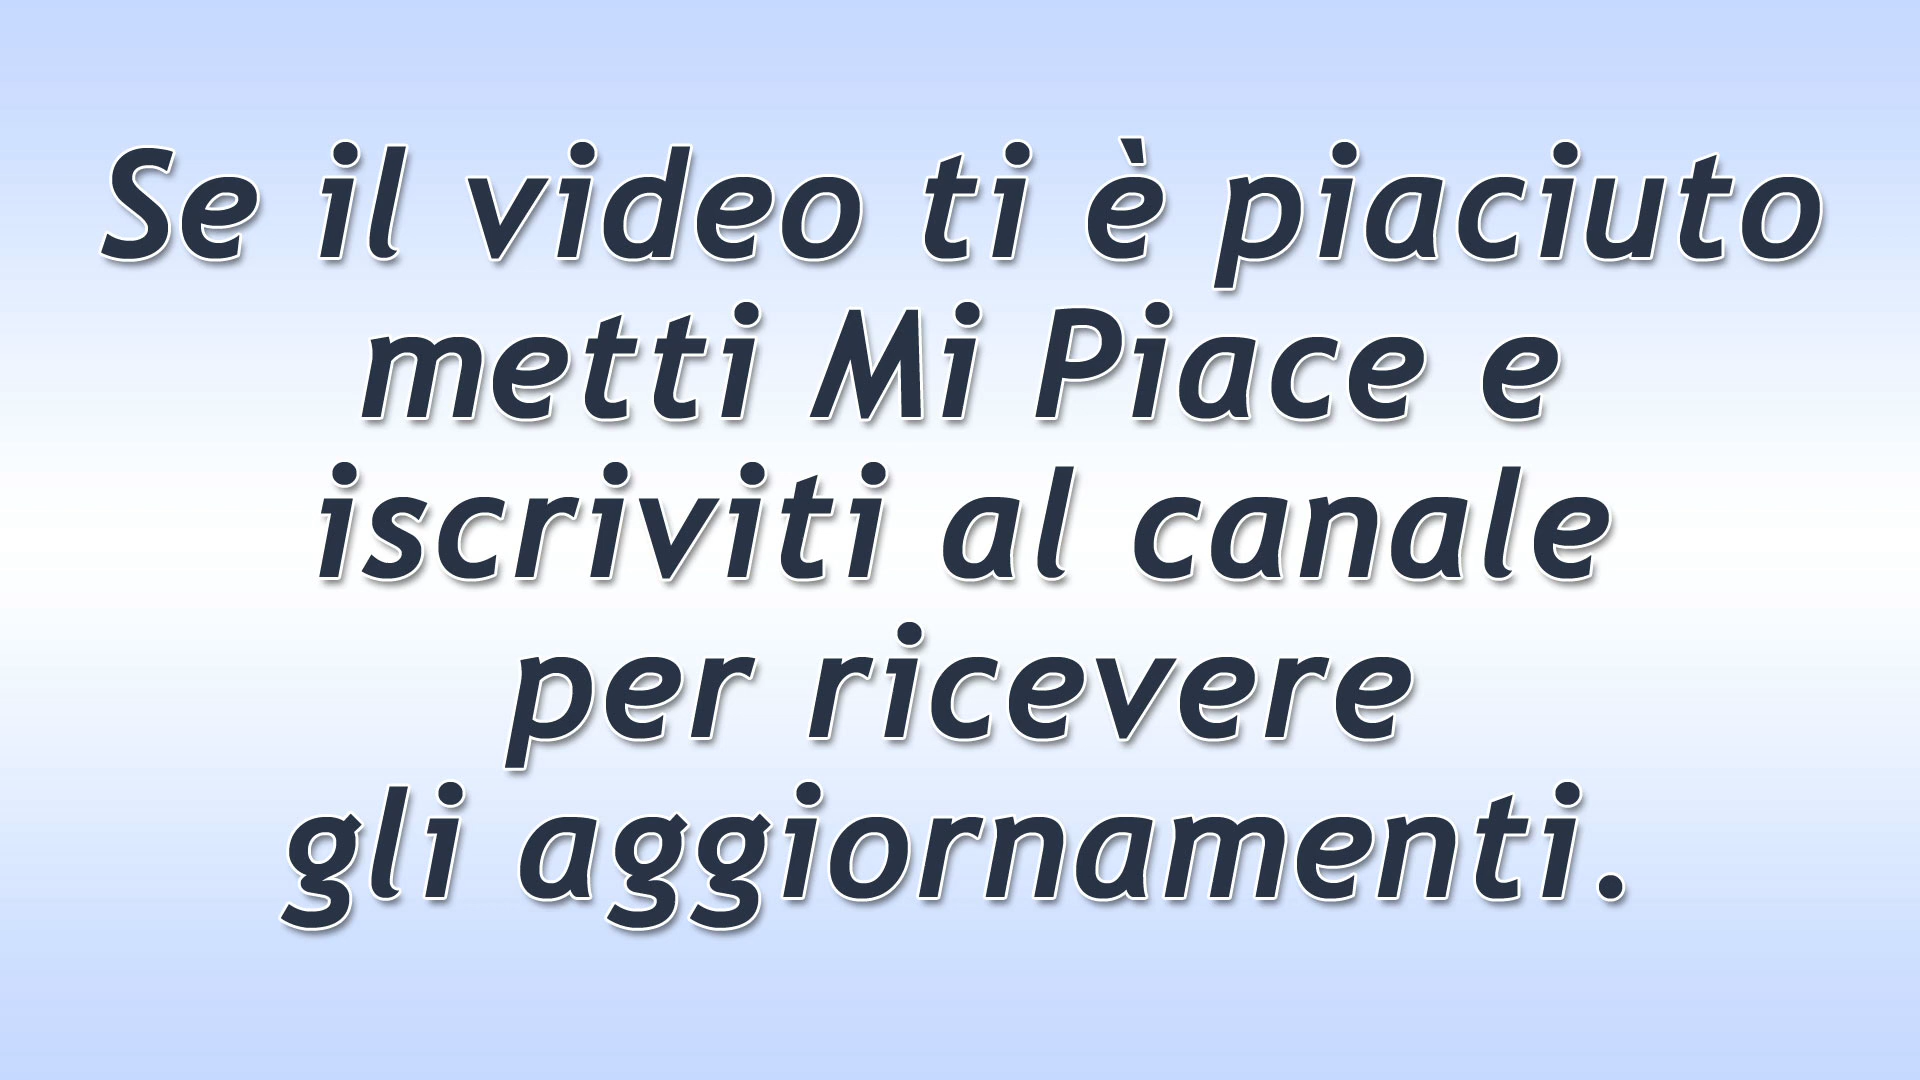 Se il video ti è piaciuto
metti Mi Piace e
iscriviti al canale
per ricevere
gli aggiornamenti.